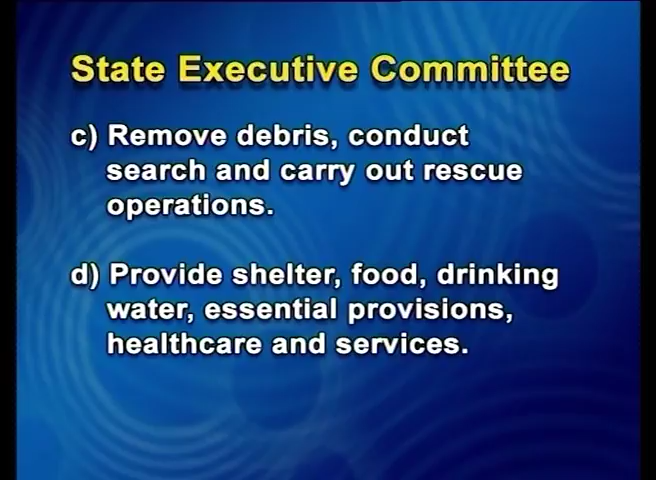 State Executive Committee
c) Remove debris, conduct
search and carry out rescue
operations.
d) Provide shelter, food, drinking
water, essential provisions,
healthcare and services.